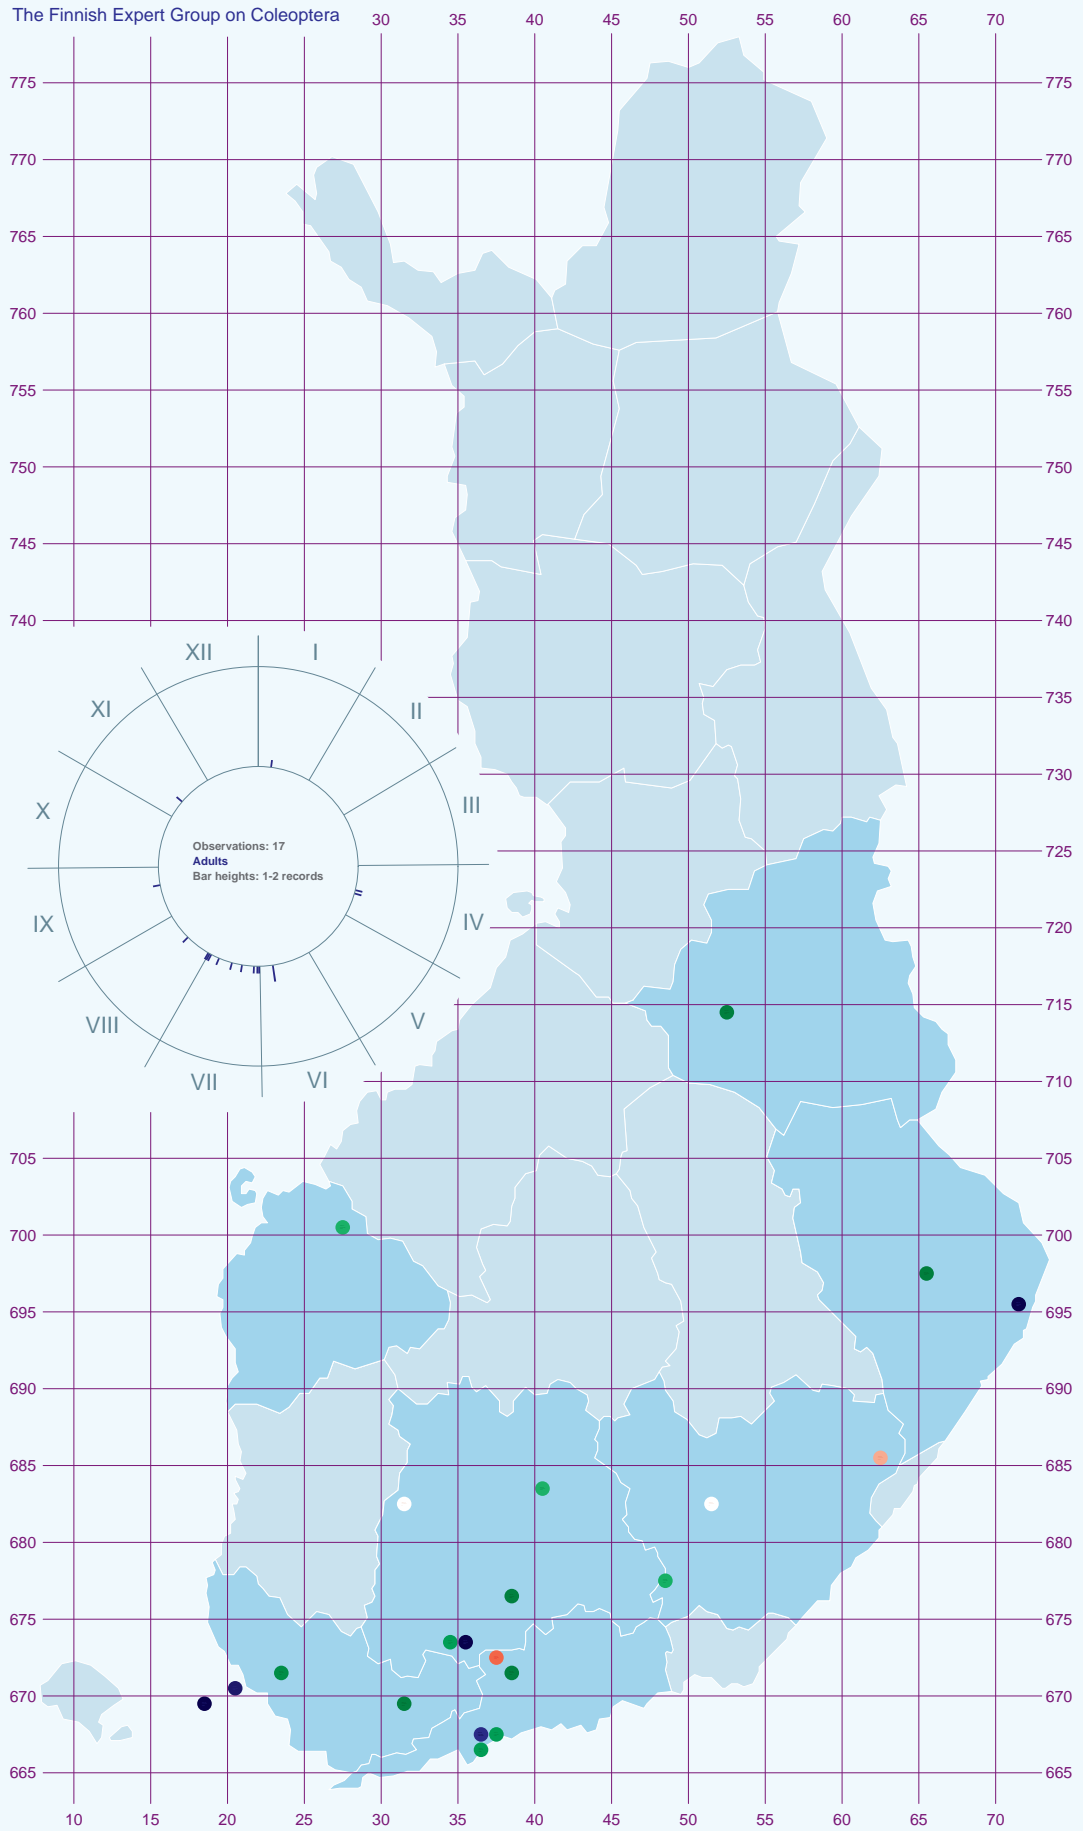 The Finnish Expert Group on Coleoptera
30 35 40 45 50 55 60 65 70
775 775
770 770
765 765
760 760
755 755
750 750
745 745
740 740
XII I
XI II
735
730
X III
Observations: 17
Adults
Bar heights: 1-2 records
725
IX IV
720
VIII V
715
VII VI
710
705 705
700 700
695 695
690 690
685 685
680 680
675 675
670 670
665 665
10 15 20 25 30 35 40 45 50 55 60 65 70